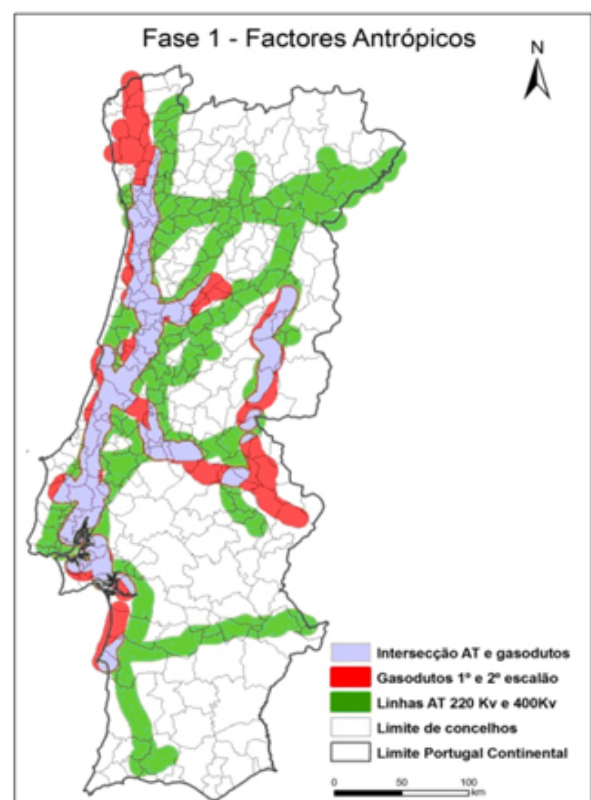 Fase 1 - Factores Antrópicos
N
Intersecção AT e gasodutos
Gasodutos 1º e 2º escalão
Linhas AT 220 Kv e 400Kv
Limite de concelhos
Limite Portugal Continental
0 50 100
km